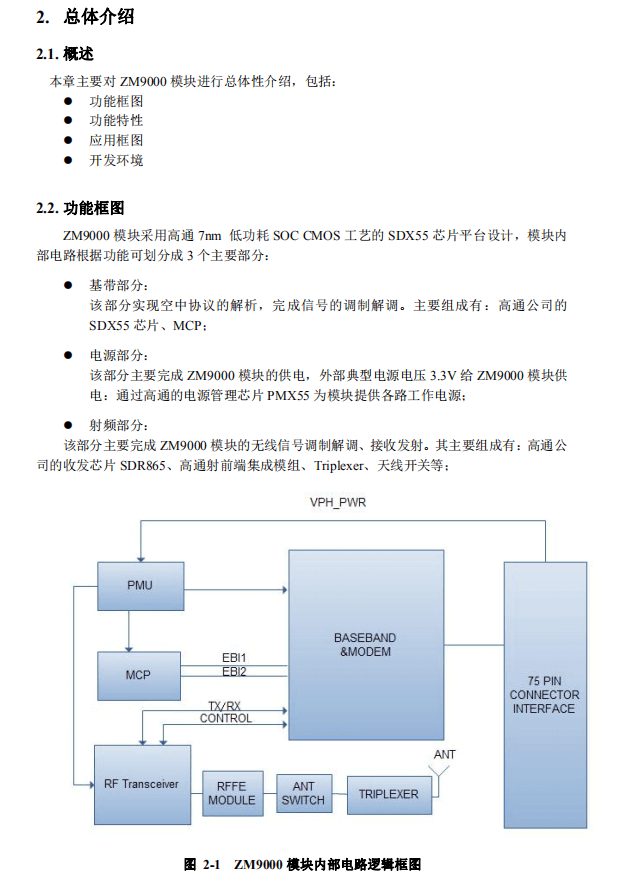 2. 总体介绍
2.1. 概述
本章主要对 ZM9000 模块进行总体性介绍，包括：
● 功能框图
● 功能特性
● 应用框图
● 开发环境
2.2. 功能框图
ZM9000 模块采用高通 7nm 低功耗 SOC CMOS 工艺的 SDX55 芯片平台设计，模块内
部电路根据功能可划分成 3 个主要部分：
● 基带部分：
该部分实现空中协议的解析，完成信号的调制解调。主要组成有：高通公司的
SDX55 芯片、MCP；
● 电源部分：
该部分主要完成 ZM9000 模块的供电，外部典型电源电压 3.3V 给 ZM9000 模块供
电：通过高通的电源管理芯片 PMX55 为模块提供各路工作电源；
● 射频部分：
该部分主要完成 ZM9000 模块的无线信号调制解调、接收发射。其主要组成有：高通公
司的收发芯片 SDR865、高通射前端集成模组、Triplexer、天线开关等；
VPH_PWR
PMU
BASEBAND
&MODEM
MCP
EBI1
EBI2
75 PIN
CONNECTOR
INTERFACE
TX/RX
CONTROL
ANT
RF Transceiver
RFFE
MODULE
ANT
SWITCH
TRIPLEXER
图 2-1 ZM9000 模块内部电路逻辑框图